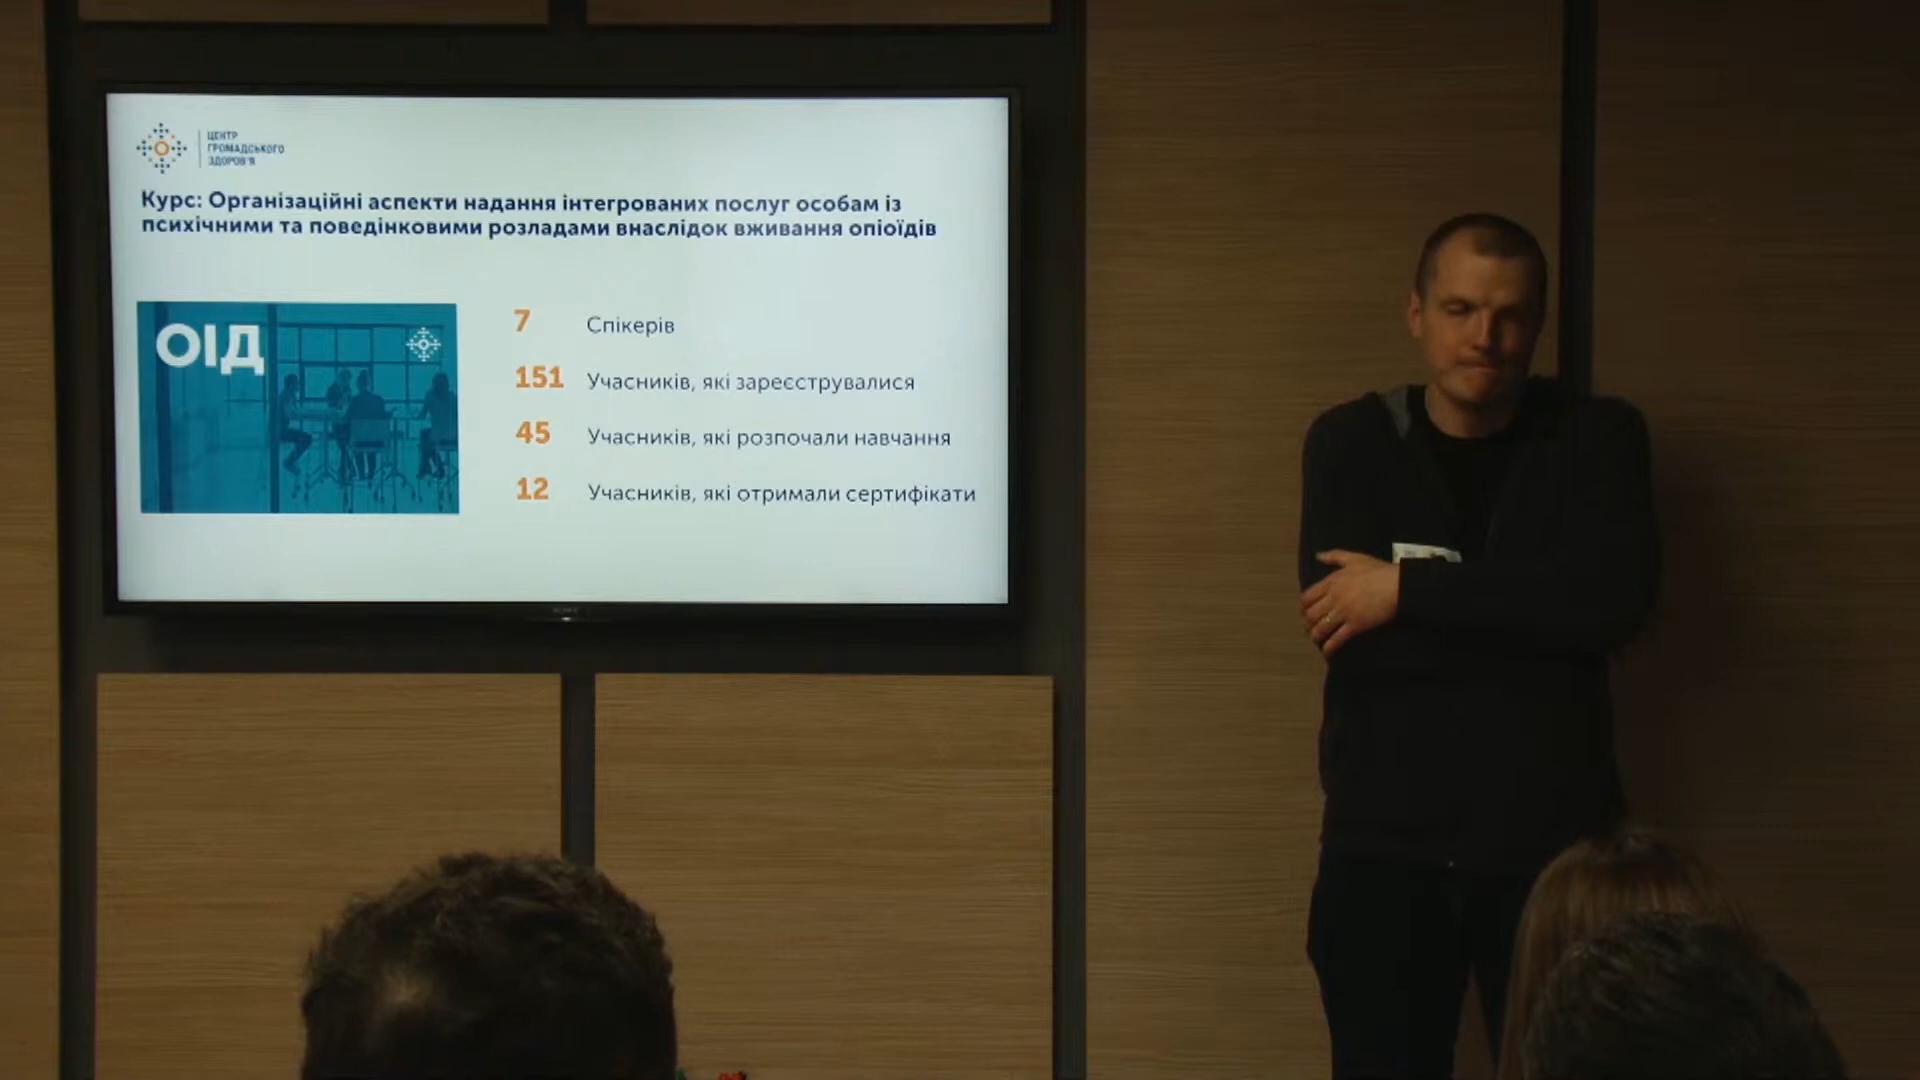 ЦЕНТР
ГРОМАДСЬКОГО
ЗДОРОВ'Я
Курс: Організаційні аспекти надання інтегрованих послуг особам із
психічними та поведінковими розладами внаслідок вживання опіоїдів
ОІД
7 Спікерів
151 Учасників, які зареєструвалися
45 Учасників, які розпочали навчання
12 Учасників, які отримали сертифікати
SONY